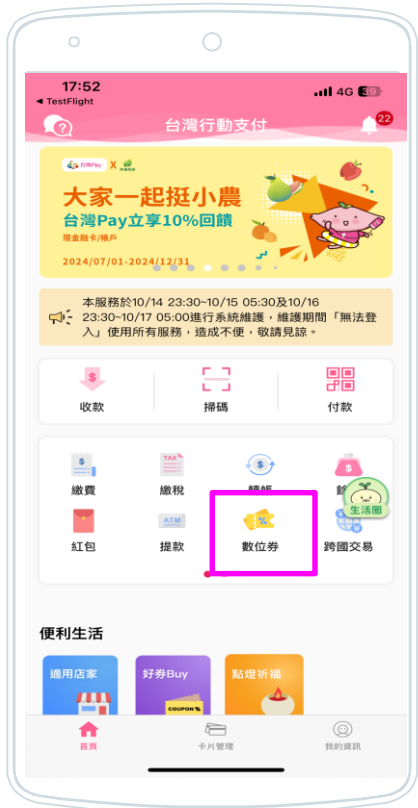 17:52
4G 39
◀ TestFlight
台灣行動支付
22
台灣Pay X
大家一起挺小農
台灣Pay立享10%回饋
限金融卡/帳戶
2024/07/01-2024/12/31
本服務於10/14 23:30~10/15 05:30及10/16
23:30~10/17 05:00進行系統維護，維護期間「無法登
入」使用所有服務，造成不便，敬請見諒。
收款
掃碼
付款
TAX
繳費
繳稅
轉帳
生活圈
ATM
紅包
提款
數位券
跨國交易
便利生活
適用店家
好券Buy
點燈祈福
COUPON %
首頁
卡片管理
我的資訊